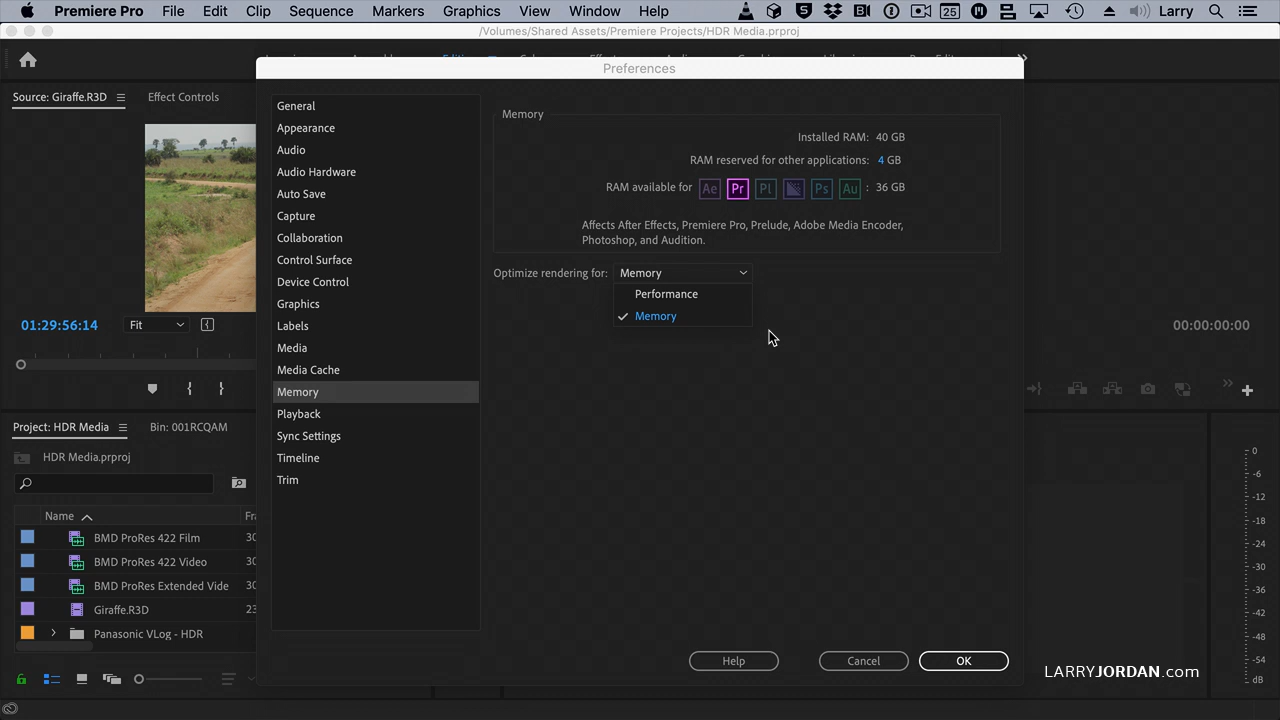 Premiere Pro File Edit Clip Sequence Markers Graphics View Window Help 25 Larry
/Volumes/Shared Assets/Premiere Projects/HDR Media.prproj
Preferences
Source: Giraffe.R3D Effect Controls
01:29:56:14 Fit
General
Appearance
Audio
Audio Hardware
Auto Save
Capture
Collaboration
Control Surface
Device Control
Graphics
Labels
Media
Media Cache
Memory
Playback
Sync Settings
Timeline
Trim
Memory
Installed RAM: 40 GB
RAM reserved for other applications: 4 GB
RAM available for Ae Pr Pl Ps Au : 36 GB
Affects After Effects, Premiere Pro, Prelude, Adobe Media Encoder,
Photoshop, and Audition.
Optimize rendering for: Memory
Performance
Memory
00:00:00:00
Project: HDR Media Bin: 001RCQAM
HDR Media.prproj
Name Fr
BMD ProRes 422 Film 30
BMD ProRes 422 Video 30
BMD ProRes Extended Vide 30
Giraffe.R3D 23
Panasonic VLog - HDR
0
-6
-12
-18
-24
-30
-36
-42
-48
-54
dB
Help Cancel OK
LARRYJORDAN.com